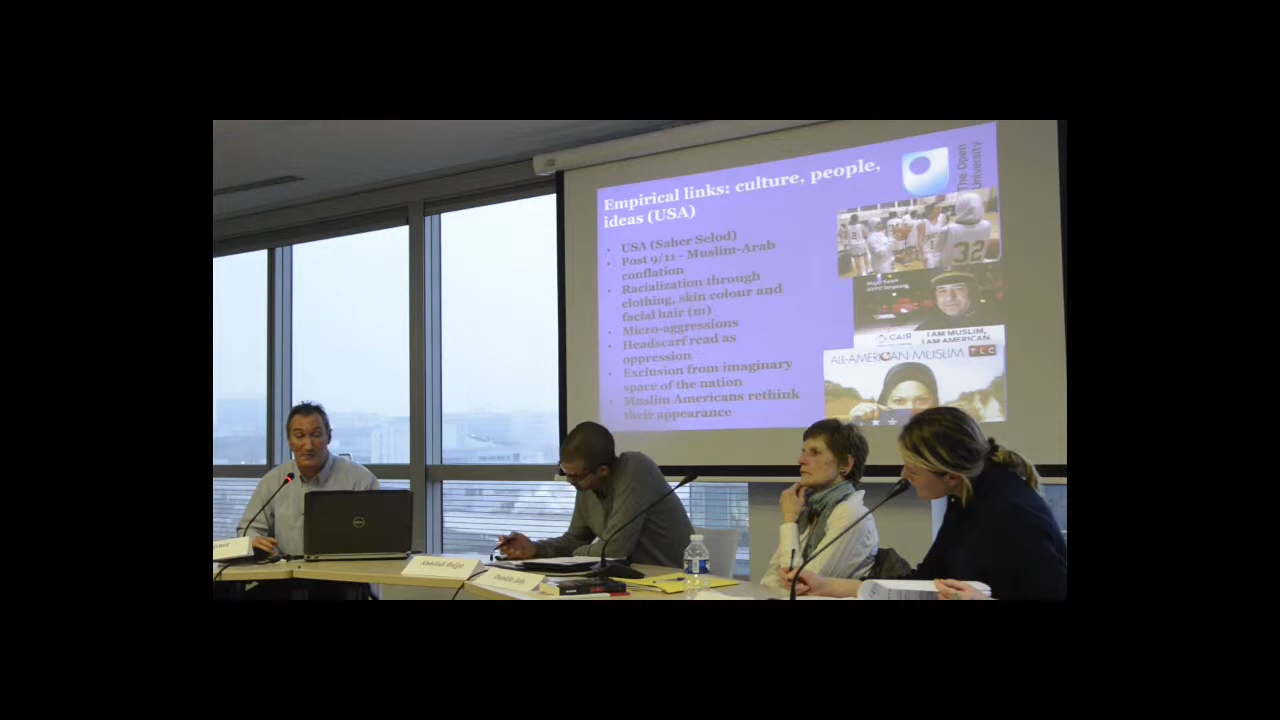 Empirical links: culture, people,
ideas (USA)
The Open
University
• USA (Saher Selod)
• Post 9/11 - Muslim-Arab
conflation
• Racialization through
clothing, skin colour and
facial hair (m)
• Micro-aggressions
• Headscarf read as
oppression
• Exclusion from imaginary
space of the nation
• Muslim Americans rethink
their appearance
32
CAIR
I AM MUSLIM,
I AM AMERICAN.
ALL-AMERICAN MUSLIM TLC
DELL